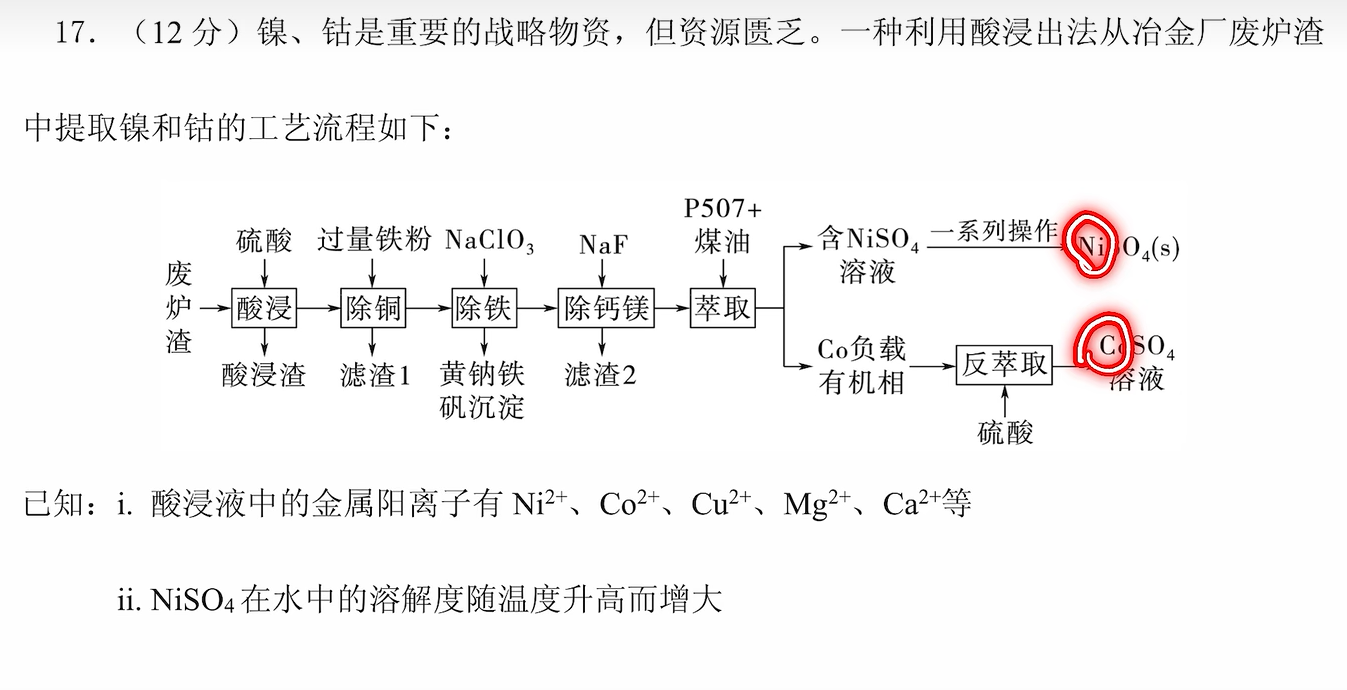 17. （12 分）镍、钴是重要的战略物资，但资源匮乏。一种利用酸浸出法从冶金厂废炉渣
中提取镍和钴的工艺流程如下：
P507+
硫酸 过量铁粉 NaClO₃ NaF 煤油 含NiSO₄ 一系列操作 NiSO₄(s)
溶液
废炉渣 酸浸 除铜 除铁 除钙镁 萃取
酸浸渣 滤渣1 黄钠铁 滤渣2 Co负载 反萃取 CoSO₄
矾沉淀 有机相 溶液
硫酸
已知：i. 酸浸液中的金属阳离子有 Ni²⁺、Co²⁺、Cu²⁺、Mg²⁺、Ca²⁺等
ii. NiSO₄在水中的溶解度随温度升高而增大